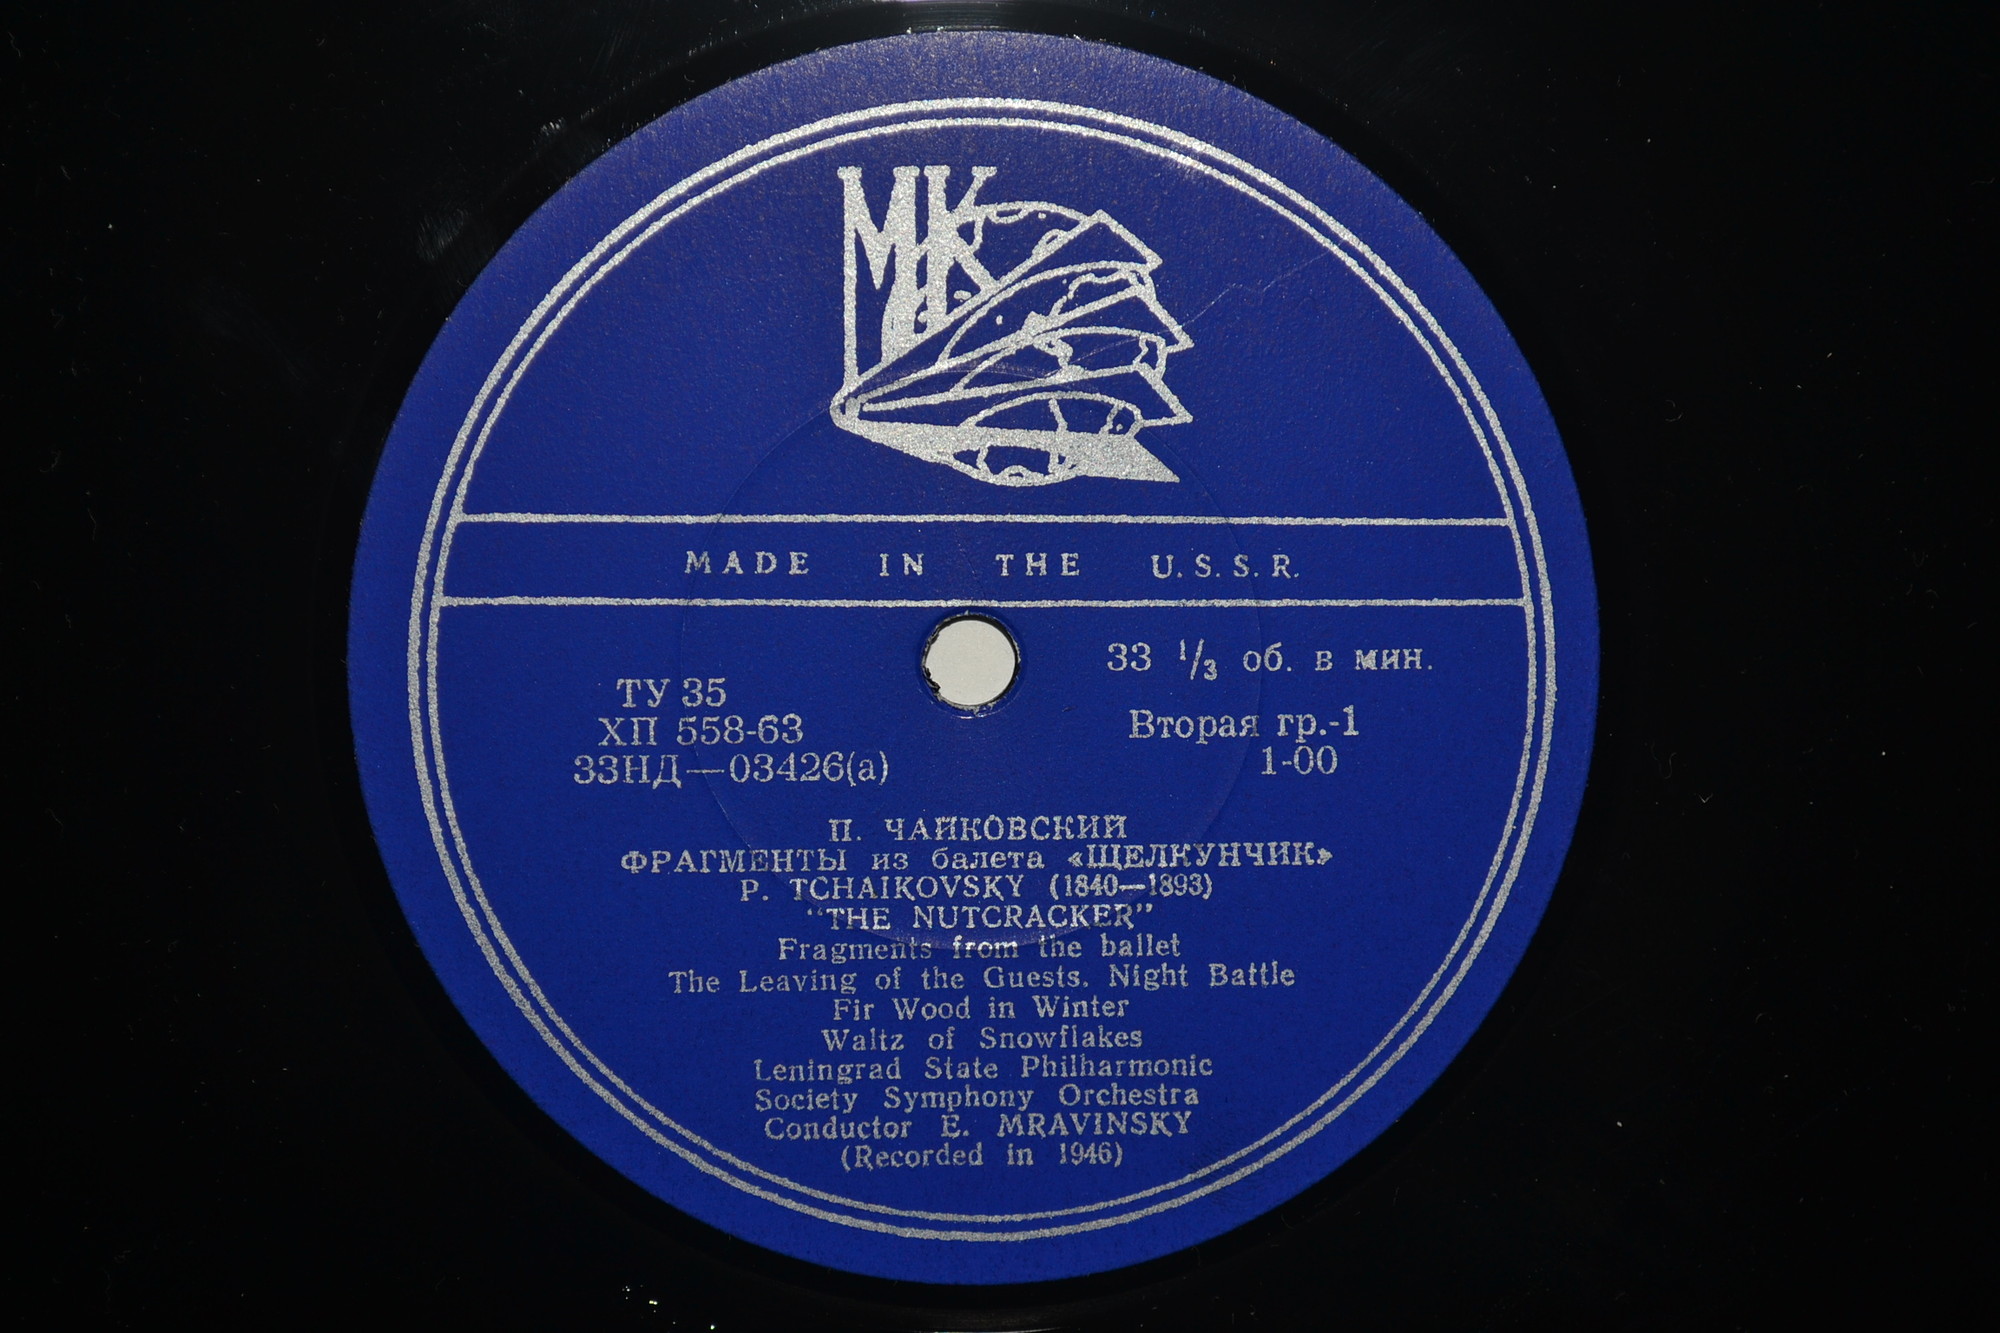 МК
MADE IN THE U.S.S.R.
33 1/3 об. в мин.
ТУ 35
ХП 558-63
33НД—03426(а)
Вторая гр.-1
1-00
П. ЧАЙКОВСКИЙ
ФРАГМЕНТЫ из балета «ЩЕЛКУНЧИК»
P. TCHAIKOVSKY (1840—1893)
"THE NUTCRACKER"
Fragments from the ballet
The Leaving of the Guests. Night Battle
Fir Wood in Winter
Waltz of Snowflakes
Leningrad State Philharmonic
Society Symphony Orchestra
Conductor E. MRAVINSKY
(Recorded in 1946)